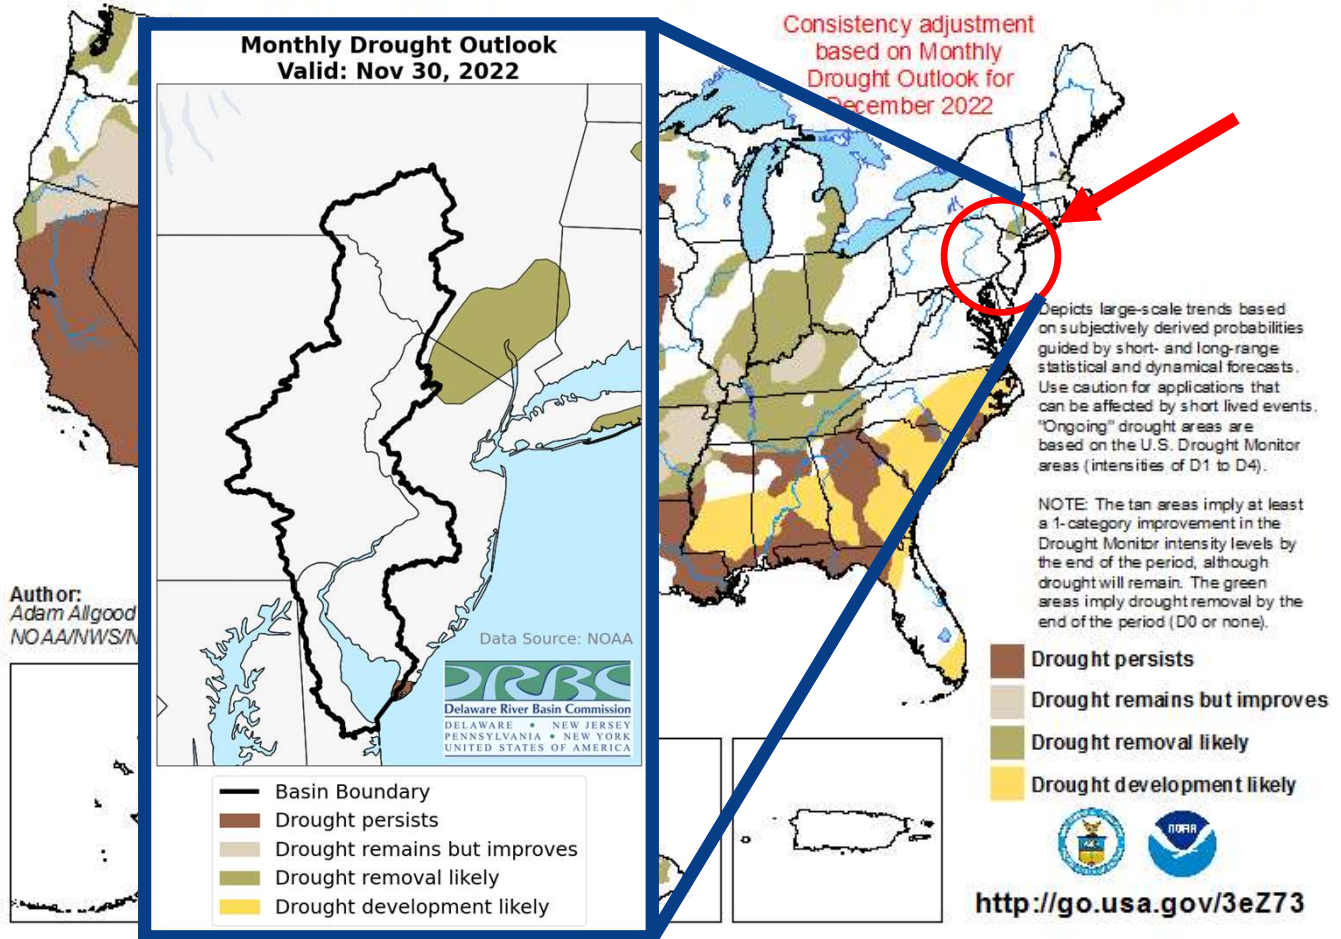 Monthly Drought Outlook
Valid: Nov 30, 2022
Data Source: NOAA
DRBC
Delaware River Basin Commission
DELAWARE • NEW JERSEY
PENNSYLVANIA • NEW YORK
UNITED STATES OF AMERICA
Basin Boundary
Drought persists
Drought remains but improves
Drought removal likely
Drought development likely
Consistency adjustment
based on Monthly
Drought Outlook for
December 2022
Depicts large-scale trends based
on subjectively derived probabilities
guided by short- and long-range
statistical and dynamical forecasts.
Use caution for applications that
can be affected by short lived events.
"Ongoing" drought areas are
based on the U.S. Drought Monitor
areas (intensities of D1 to D4).
NOTE: The tan areas imply at least
a 1-category improvement in the
Drought Monitor intensity levels by
the end of the period, although
drought will remain. The green
areas imply drought removal by the
end of the period (D0 or none).
Author:
Adam Allgood
NOAA/NWS/N
Drought persists
Drought remains but improves
Drought removal likely
Drought development likely
NOAA
http://go.usa.gov/3eZ73